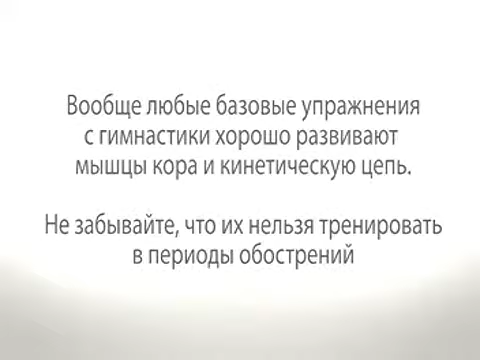 Вообще любые базовые упражнения
с гимнастики хорошо развивают
мышцы кора и кинетическую цепь.
Не забывайте, что их нельзя тренировать
в периоды обострений